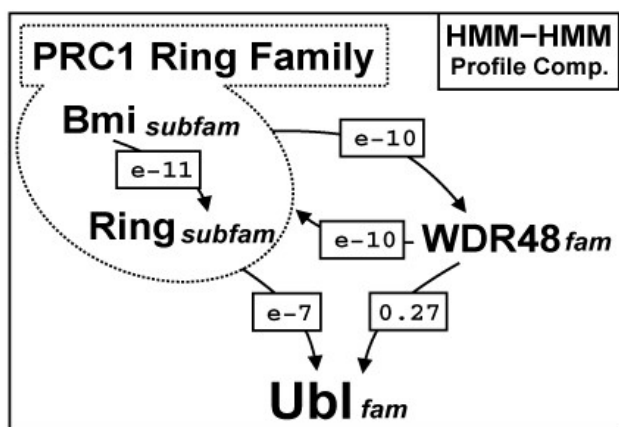 PRC1 Ring Family
HMM–HMM
Profile Comp.
Bmi subfam
e-10
e-11
Ring subfam
e-10
WDR48 fam
e-7
0.27
Ubl fam